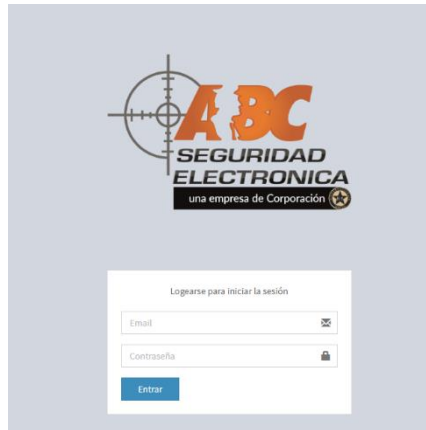 ABC
SEGURIDAD
ELECTRONICA
una empresa de Corporación
Logearse para iniciar la sesión
Email
Contraseña
Entrar